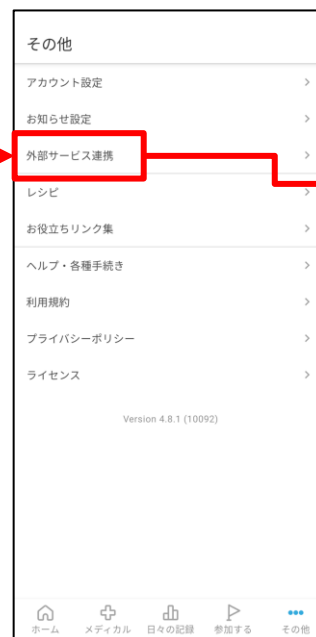 その他
アカウント設定
お知らせ設定
外部サービス連携
レシピ
お役立ちリンク集
ヘルプ・各種手続き
利用規約
プライバシーポリシー
ライセンス
Version 4.8.1 (10092)
ホーム メディカル 日々の記録 参加する その他